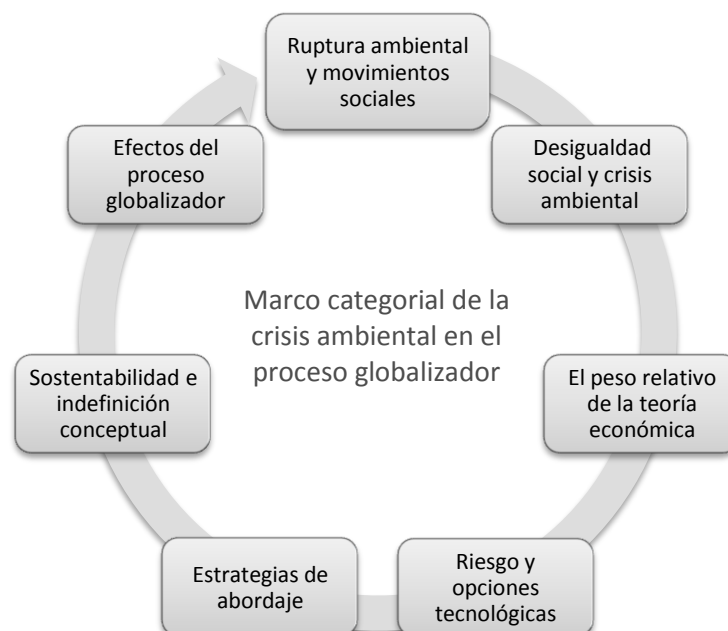 Ruptura ambiental
y movimientos
sociales
Desigualdad
social y crisis
ambiental
El peso relativo
de la teoría
económica
Riesgo y
opciones
tecnológicas
Estrategias de
abordaje
Sostentabilidad e
indefinición
conceptual
Efectos del
proceso
globalizador
Marco categorial de la
crisis ambiental en el
proceso globalizador